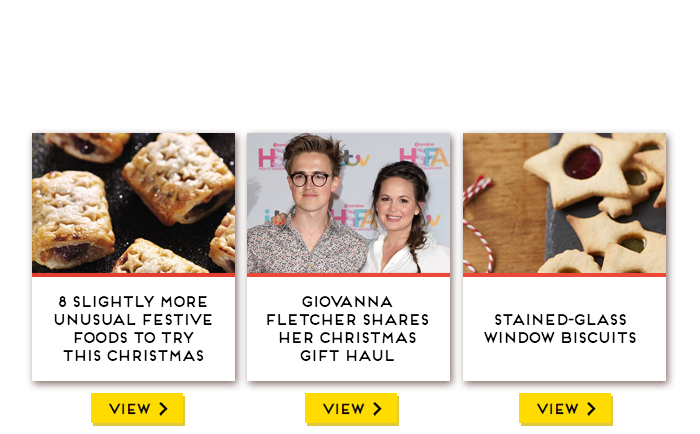 itv
8 SLIGHTLY MORE
UNUSUAL FESTIVE
FOODS TO TRY
THIS CHRISTMAS
GIOVANNA
FLETCHER SHARES
HER CHRISTMAS
GIFT HAUL
STAINED-GLASS
WINDOW BISCUITS
VIEW
VIEW
VIEW